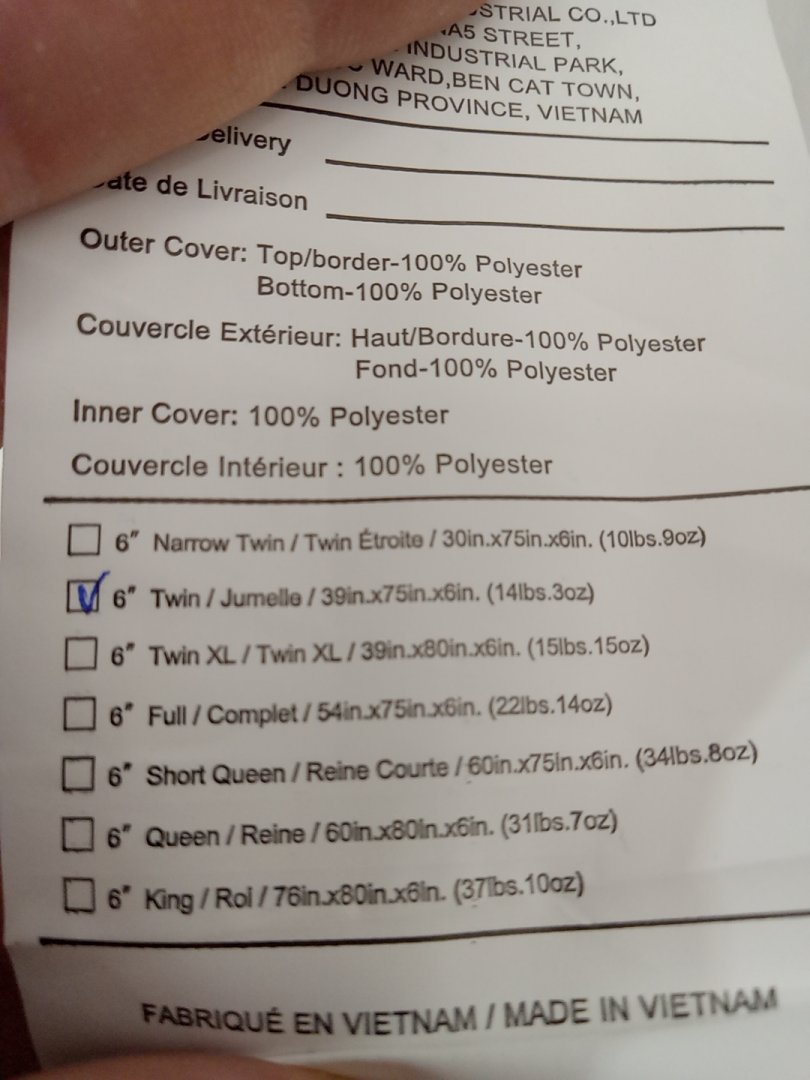 CO.,LTD
STREET,
INDUSTRIAL PARK,
WARD,BEN CAT TOWN,
DUONG PROVINCE, VIETNAM
de Livraison
Outer Cover: Top/border-100% Polyester
Bottom-100% Polyester
Couvercle Extérieur: Haut/Bordure-100% Polyester
Fond-100% Polyester
Inner Cover: 100% Polyester
Couvercle Intérieur : 100% Polyester
6" Narrow Twin / Twin Étroite / 30in.x75in.x6in. (10lbs.9oz)
6" Twin / Jumelle / 39in.x75in.x6in. (14lbs.3oz)
6" Twin XL / Twin XL / 39in.x80in.x6in. (15lbs.15oz)
6" Full / Complet / 54in.x75in.x6in. (22lbs.14oz)
6" Short Queen / Reine Courte / 60in.x75in.x6in. (34lbs.8oz)
6" Queen / Reine / 60in.x80in.x6in. (31lbs.7oz)
6" King / Roi / 76in.x80in.x6in. (37lbs.10oz)
FABRIQUÉ EN VIETNAM / MADE IN VIETNAM